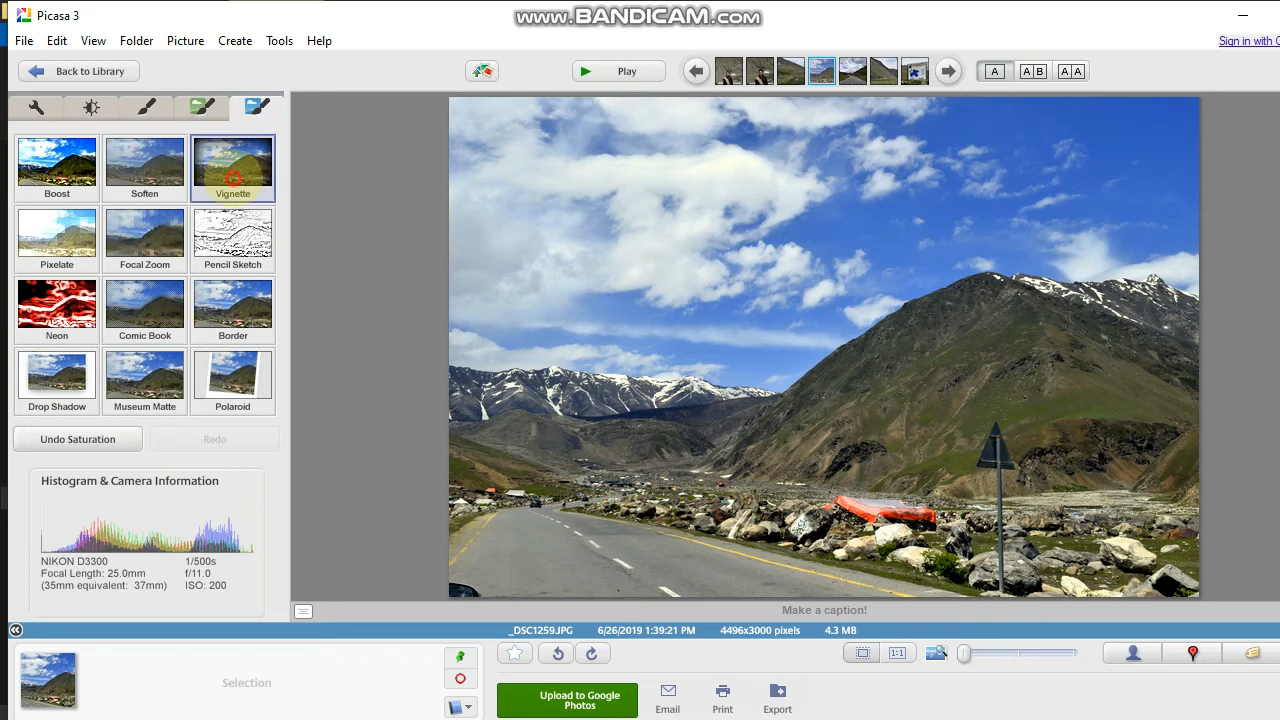 Picasa 3
www.BANDICAM.com
File Edit View Folder Picture Create Tools Help
Sign in with G
Back to Library
Play
A
A B
A A
Boost Soften Vignette
Pixelate Focal Zoom Pencil Sketch
Neon Comic Book Border
Drop Shadow Museum Matte Polaroid
Undo Saturation Redo
Histogram & Camera Information
NIKON D3300 1/500s
Focal Length: 25.0mm f/11.0
(35mm equivalent: 37mm) ISO: 200
Make a caption!
_DSC1259.JPG 6/26/2019 1:39:21 PM 4496x3000 pixels 4.3 MB
1:1
Selection
Upload to Google
Photos
Email Print Export